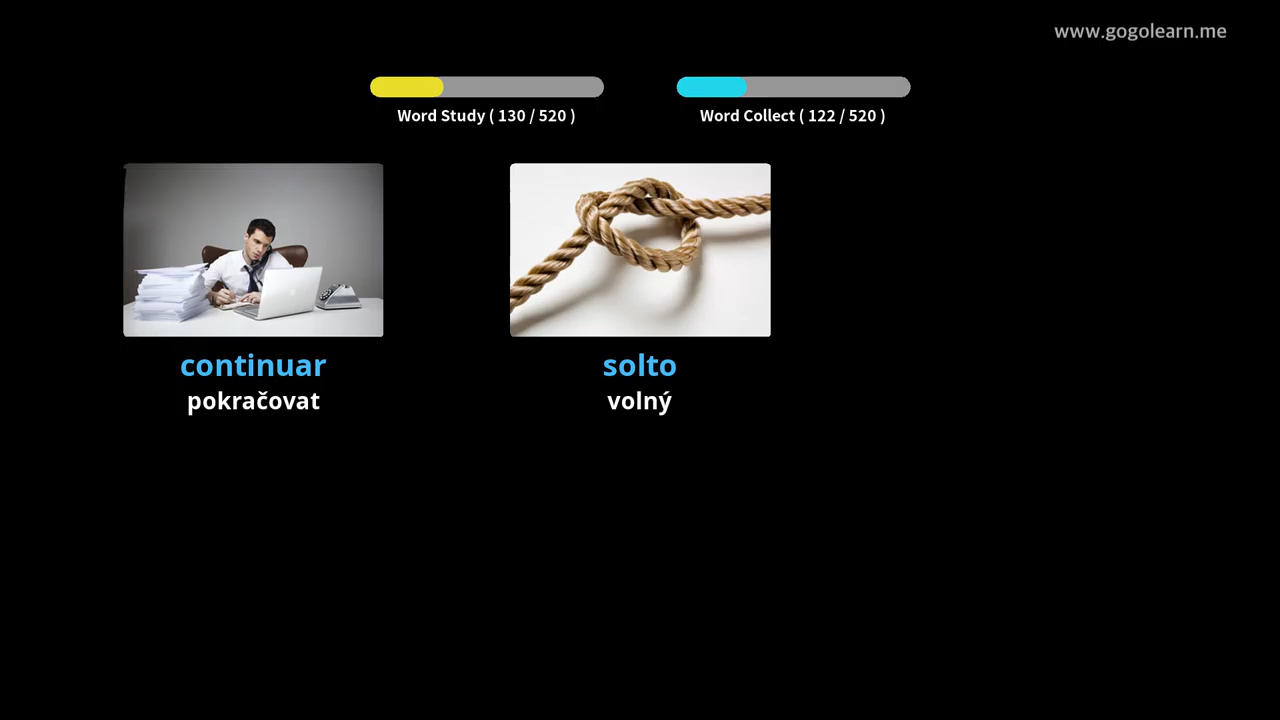 www.gogolearn.me
Word Study ( 130 / 520 )
Word Collect ( 122 / 520 )
continuar
pokračovat
solto
volný